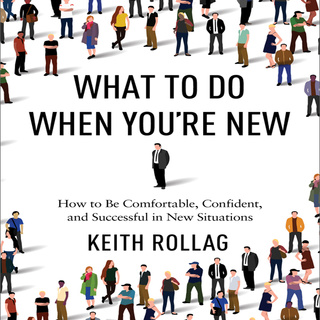 WHAT TO DO
WHEN YOU'RE NEW
How to Be Comfortable, Confident,
and Successful in New Situations
KEITH ROLLAG